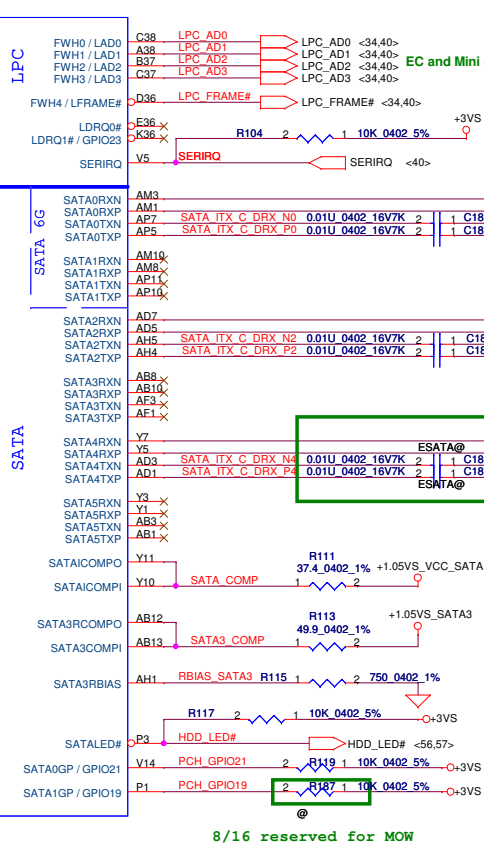 LPC
FWH0 / LAD0 C38 LPC_AD0 LPC_AD0 <34,40>
FWH1 / LAD1 A38 LPC_AD1 LPC_AD1 <34,40>
FWH2 / LAD2 B37 LPC_AD2 LPC_AD2 <34,40>
FWH3 / LAD3 C37 LPC_AD3 LPC_AD3 <34,40>
EC and Mini
FWH4 / LFRAME# D36 LPC_FRAME# LPC_FRAME# <34,40>
LDRQ0# E36
LDRQ1# / GPIO23 K36
R104 2 1 10K_0402_5% +3VS
SERIRQ V5 SERIRQ SERIRQ <40>
SATA 6G
SATA0RXN AM3
SATA0RXP AM1
SATA0TXN AP7 SATA_ITX_C_DRX_N0 0.01U_0402_16V7K 2 1 C18
SATA0TXP AP5 SATA_ITX_C_DRX_P0 0.01U_0402_16V7K 2 1 C18
SATA1RXN AM10
SATA1RXP AM8
SATA1TXN AP11
SATA1TXP AP10
SATA
SATA2RXN AD7
SATA2RXP AD5
SATA2TXN AH5 SATA_ITX_C_DRX_N2 0.01U_0402_16V7K 2 1 C18
SATA2TXP AH4 SATA_ITX_C_DRX_P2 0.01U_0402_16V7K 2 1 C18
SATA3RXN AB8
SATA3RXP AB10
SATA3TXN AF3
SATA3TXP AF1
SATA4RXN Y7
SATA4RXP Y5
ESATA@
SATA4TXN AD3 SATA_ITX_C_DRX_N4 0.01U_0402_16V7K 2 1 C18
SATA4TXP AD1 SATA_ITX_C_DRX_P4 0.01U_0402_16V7K 2 1 C18
ESATA@
SATA5RXN Y3
SATA5RXP Y1
SATA5TXN AB3
SATA5TXP AB1
R111
SATAICOMPO Y11 37.4_0402_1% +1.05VS_VCC_SATA
SATAICOMPI Y10 SATA_COMP 1 2
R113 +1.05VS_SATA3
SATA3RCOMPO AB12 49.9_0402_1%
SATA3COMPI AB13 SATA3_COMP 1 2
SATA3RBIAS AH1 RBIAS_SATA3 R115 1 2 750_0402_1%
R117 2 1 10K_0402_5% +3VS
SATALED# P3 HDD_LED# HDD_LED# <56,57>
SATA0GP / GPIO21 V14 PCH_GPIO21 2 R119 1 10K_0402_5% +3VS
SATA1GP / GPIO19 P1 PCH_GPIO19 2 R187 1 10K_0402_5% +3VS
@
8/16 reserved for MOW